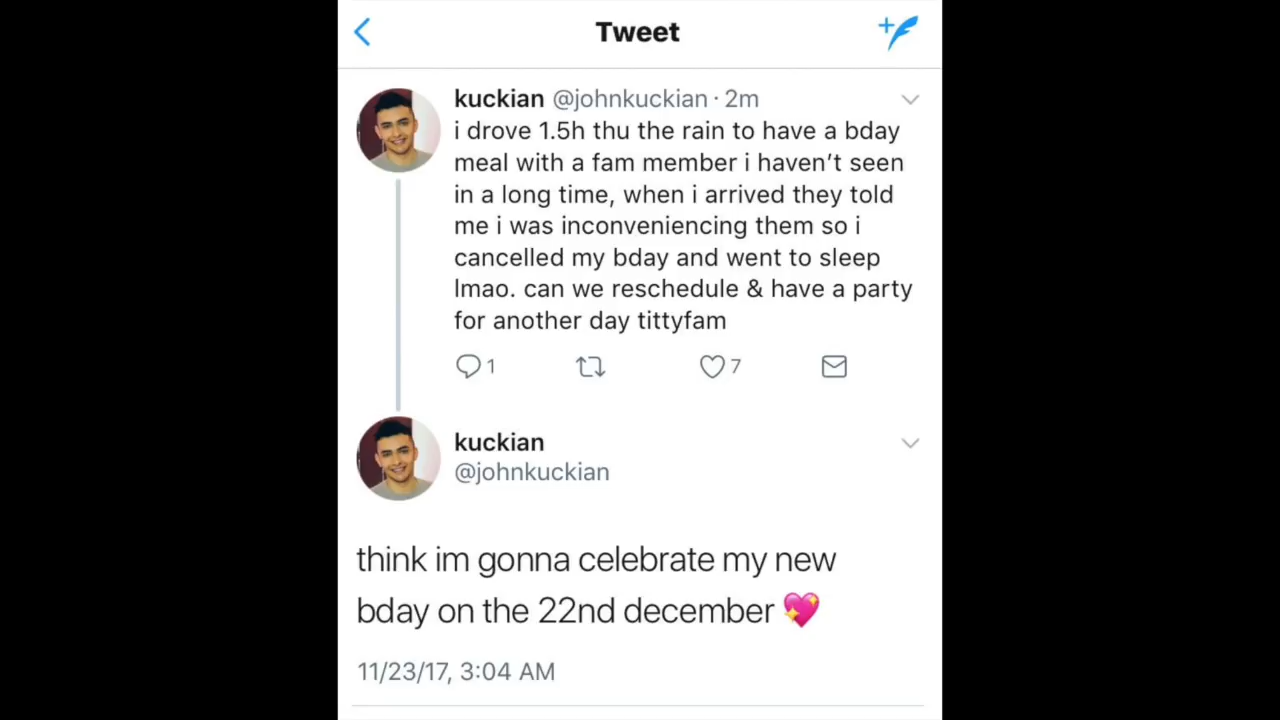 Tweet
kuckian @johnkuckian · 2m
i drove 1.5h thu the rain to have a bday
meal with a fam member i haven’t seen
in a long time, when i arrived they told
me i was inconveniencing them so i
cancelled my bday and went to sleep
lmao. can we reschedule & have a party
for another day tittyfam
1 7
kuckian
@johnkuckian
think im gonna celebrate my new
bday on the 22nd december 💖
11/23/17, 3:04 AM